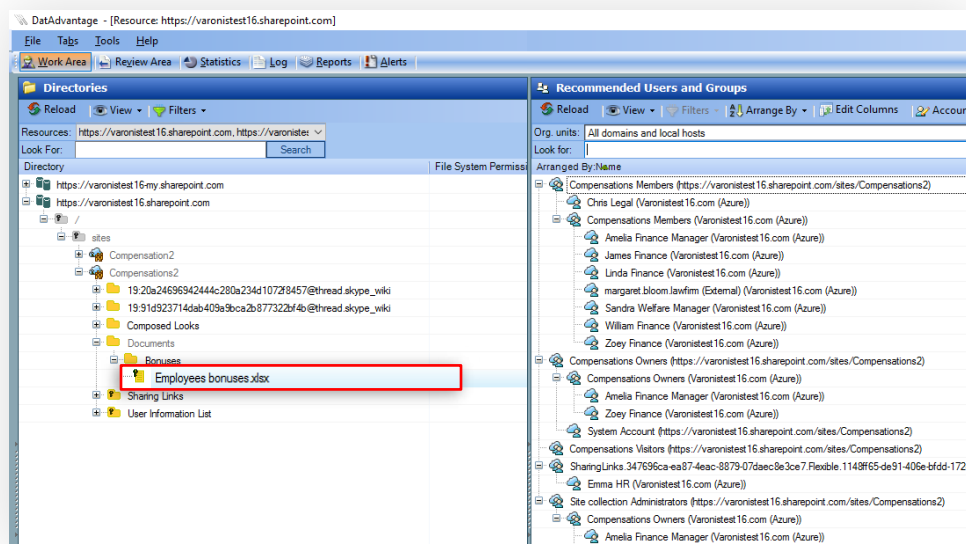 DatAdvantage - [Resource: https://varonistest16.sharepoint.com]
File Tabs Tools Help
Work Area Review Area Statistics Log Reports Alerts
Directories
Reload View Filters
Resources: https://varonistest16.sharepoint.com, https://varonistes
Look For: Search
Directory File System Permissi
https://varonistest16-my.sharepoint.com
https://varonistest16.sharepoint.com
/
sites
Compensation2
Compensations2
19:20a24696942444c280a234d1072f8457@thread.skype_wiki
19:91d923714dab409a9bca2b877322bf4b@thread.skype_wiki
Composed Looks
Documents
Bonuses
Employees bonuses.xlsx
Sharing Links
User Information List
Recommended Users and Groups
Reload View Filters Arrange By Edit Columns Accour
Org. units: All domains and local hosts
Look for:
Arranged By:Name
Compensations Members (https://varonistest16.sharepoint.com/sites/Compensations2)
Chris Legal (Varonistest16.com (Azure))
Compensations Members (Varonistest16.com (Azure))
Amelia Finance Manager (Varonistest16.com (Azure))
James Finance (Varonistest16.com (Azure))
Linda Finance (Varonistest16.com (Azure))
margaret.bloom.lawfirm (External) (Varonistest16.com (Azure))
Sandra Welfare Manager (Varonistest16.com (Azure))
William Finance (Varonistest16.com (Azure))
Zoey Finance (Varonistest16.com (Azure))
Compensations Owners (https://varonistest16.sharepoint.com/sites/Compensations2)
Compensations Owners (Varonistest16.com (Azure))
Amelia Finance Manager (Varonistest16.com (Azure))
Zoey Finance (Varonistest16.com (Azure))
System Account (https://varonistest16.sharepoint.com/sites/Compensations2)
Compensations Visitors (https://varonistest16.sharepoint.com/sites/Compensations2)
SharingLinks.347696ca-ea87-4eac-8879-07daec8e3ce7.Flexible.1148ff65-de91-406e-bfdd-172
Emma HR (Varonistest16.com (Azure))
Site collection Administrators (https://varonistest16.sharepoint.com/sites/Compensations2)
Compensations Owners (Varonistest16.com (Azure))
Amelia Finance Manager (Varonistest16.com (Azure))